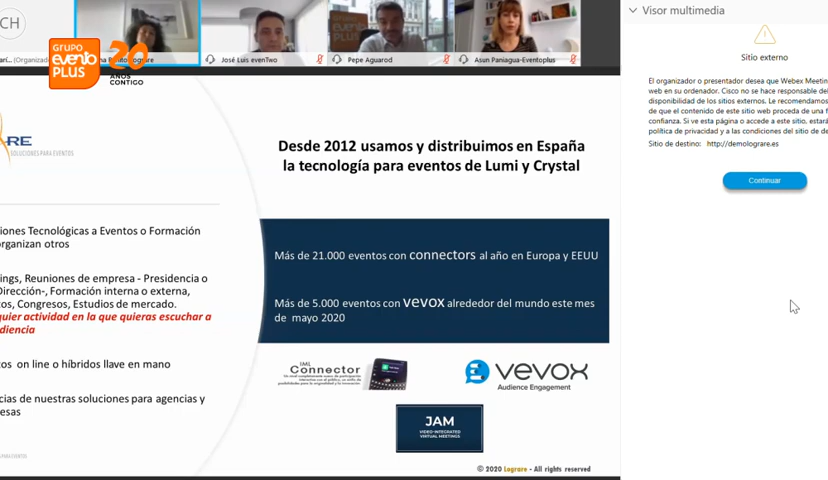 CH
GRUPO
evento
PLUS
20
AÑOS
CONTIGO
José Luis evenTwo
Pepe Aguarod
Asun Paniagua-Eventoplus
Visor multimedia
Sitio externo
El organizador o presentador desea que Webex Meetin
web en su ordenador. Cisco no se hace responsable del
disponibilidad de los sitios externos. Le recomendamos
de que el contenido de este sitio web proceda de una f
confianza. Si ve esta página o accede a este sitio, estará
política de privacidad y a las condiciones del sitio de de
Sitio de destino: http://demolograre.es
Continuar
RE
SOLUCIONES PARA EVENTOS
Desde 2012 usamos y distribuimos en España
la tecnología para eventos de Lumi y Crystal
iones Tecnológicas a Eventos o Formación
organizan otros
ings, Reuniones de empresa - Presidencia o
Dirección-, Formación interna o externa,
tos, Congresos, Estudios de mercado.
quier actividad en la que quieras escuchar a
diencia
tos on line o híbridos llave en mano
cias de nuestras soluciones para agencias y
esas
Más de 21.000 eventos con connectors al año en Europa y EEUU
Más de 5.000 eventos con vevox alrededor del mundo este mes
de mayo 2020
IML
Connector
vevox
Audience Engagement
JAM
VIDEO-INTEGRATED
VIRTUAL MEETINGS
© 2020 Lograre - All rights reserved